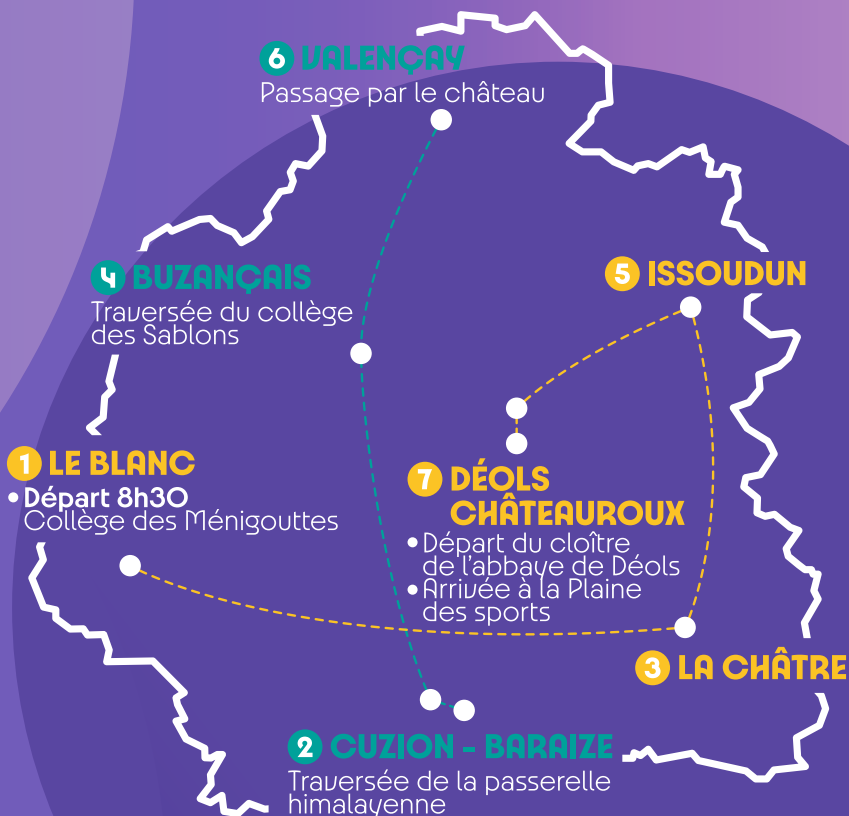 6 VALENÇAY
Passage par le château
4 BUZANÇAIS
Traversée du collège
des Sablons
5 ISSOUDUN
1 LE BLANC
• Départ 8h30
Collège des Ménigouttes
7 DÉOLS
CHÂTEAUROUX
• Départ du cloître
de l'abbaye de Déols
• Arrivée à la Plaine
des sports
3 LA CHÂTRE
2 CUZION - BARAIZE
Traversée de la passerelle
himalayenne